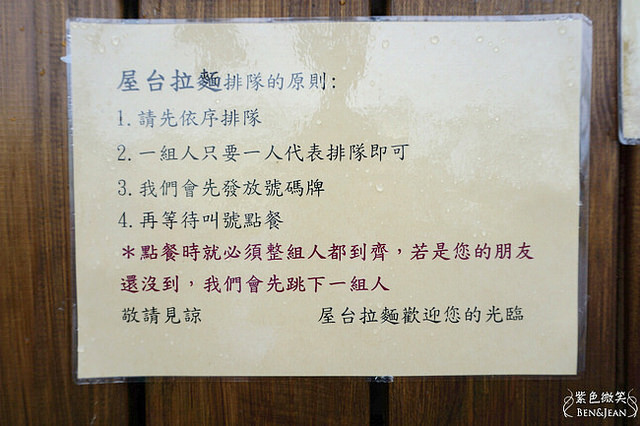 屋台拉麵排隊的原則:
1.請先依序排隊
2.一組人只要一人代表排隊即可
3.我們會先發放號碼牌
4.再等待叫號點餐
＊點餐時就必須整組人都到齊，若是您的朋友
還沒到，我們會先跳下一組人
敬請見諒 屋台拉麵歡迎您的光臨
紫色微笑
BEN&JEAN